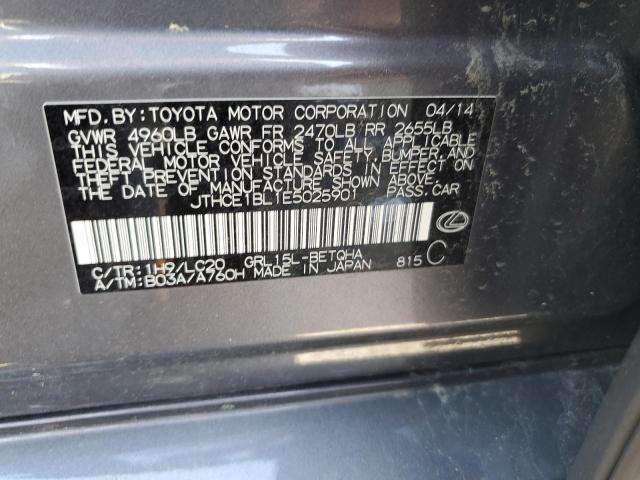 MFD.BY:TOYOTA MOTOR CORPORATION 04/14
GVWR 4960LB GAWR FR 2470LB RR 2655LB
THIS VEHICLE CONFORMS TO ALL APPLICABLE
FEDERAL MOTOR VEHICLE SAFETY,BUMPER,AND
THEFT PREVENTION STANDARDS IN EFFECT ON
THE DATE OF MANUFACTURE SHOWN ABOVE.
JTHCE1BL1E5025901 PASS.CAR
C/TR:1H9/LC20 GRL15L-BETQHA
A/TM:B03A/A760H MADE IN JAPAN 815 C